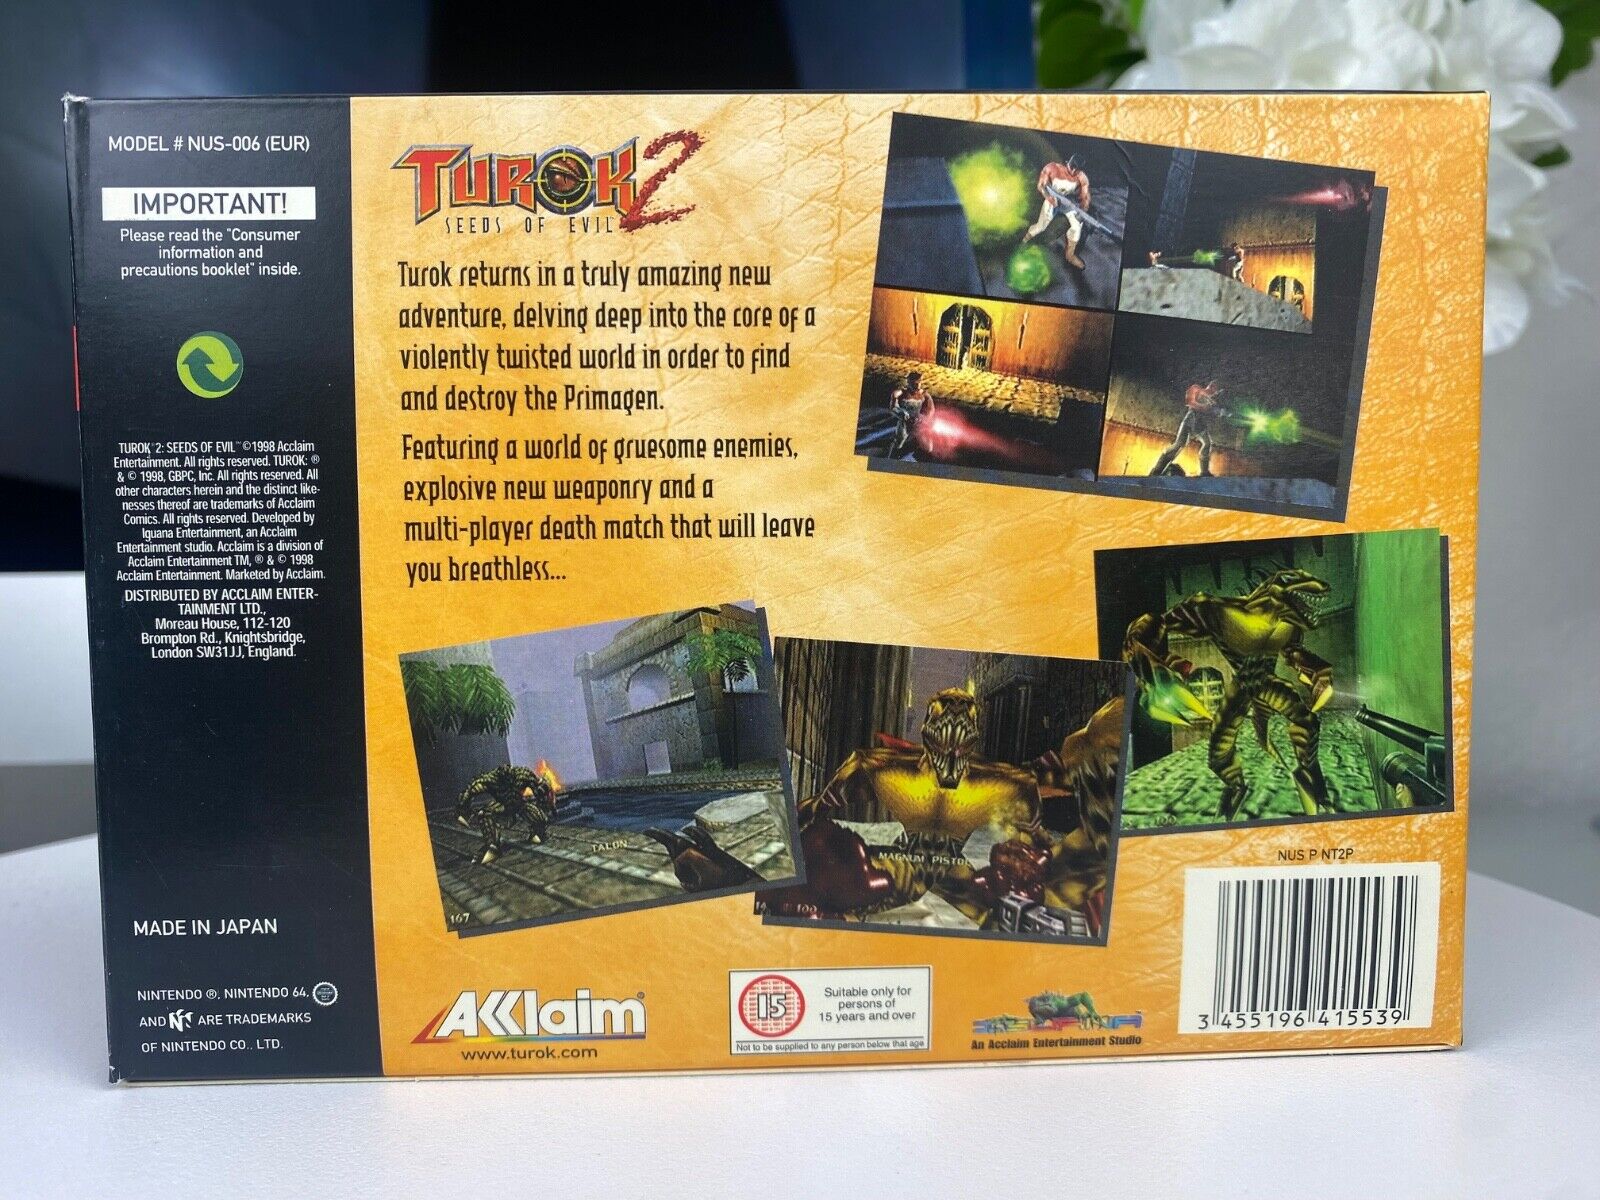 MODEL # NUS-006 (EUR)
IMPORTANT!
Please read the "Consumer
information and
precautions booklet" inside.
TUROK® 2: SEEDS OF EVIL™ ©1998 Acclaim
Entertainment. All rights reserved. TUROK: ®
& © 1998, GBPC, Inc. All rights reserved. All
other characters herein and the distinct like-
nesses thereof are trademarks of Acclaim
Comics. All rights reserved. Developed by
Iguana Entertainment, an Acclaim
Entertainment studio. Acclaim is a division of
Acclaim Entertainment TM, ® & © 1998
Acclaim Entertainment. Marketed by Acclaim.
DISTRIBUTED BY ACCLAIM ENTER-
TAINMENT LTD.,
Moreau House, 112-120
Brompton Rd., Knightsbridge,
London SW31JJ, England.
MADE IN JAPAN
NINTENDO ®, NINTENDO 64,
AND N ARE TRADEMARKS
OF NINTENDO CO., LTD.
TUROK 2
SEEDS OF EVIL™
Turok returns in a truly amazing new
adventure, delving deep into the core of a
violently twisted world in order to find
and destroy the Primagen.
Featuring a world of gruesome enemies,
explosive new weaponry and a
multi-player death match that will leave
you breathless...
TALON
167
MAGNUM PISTOL
14 100
100
NUS P NT2P
3 455196 415539
AKKlaim®
www.turok.com
15
Suitable only for
persons of
15 years and over
Not to be supplied to any person below that age
IGUANA
An Acclaim Entertainment Studio